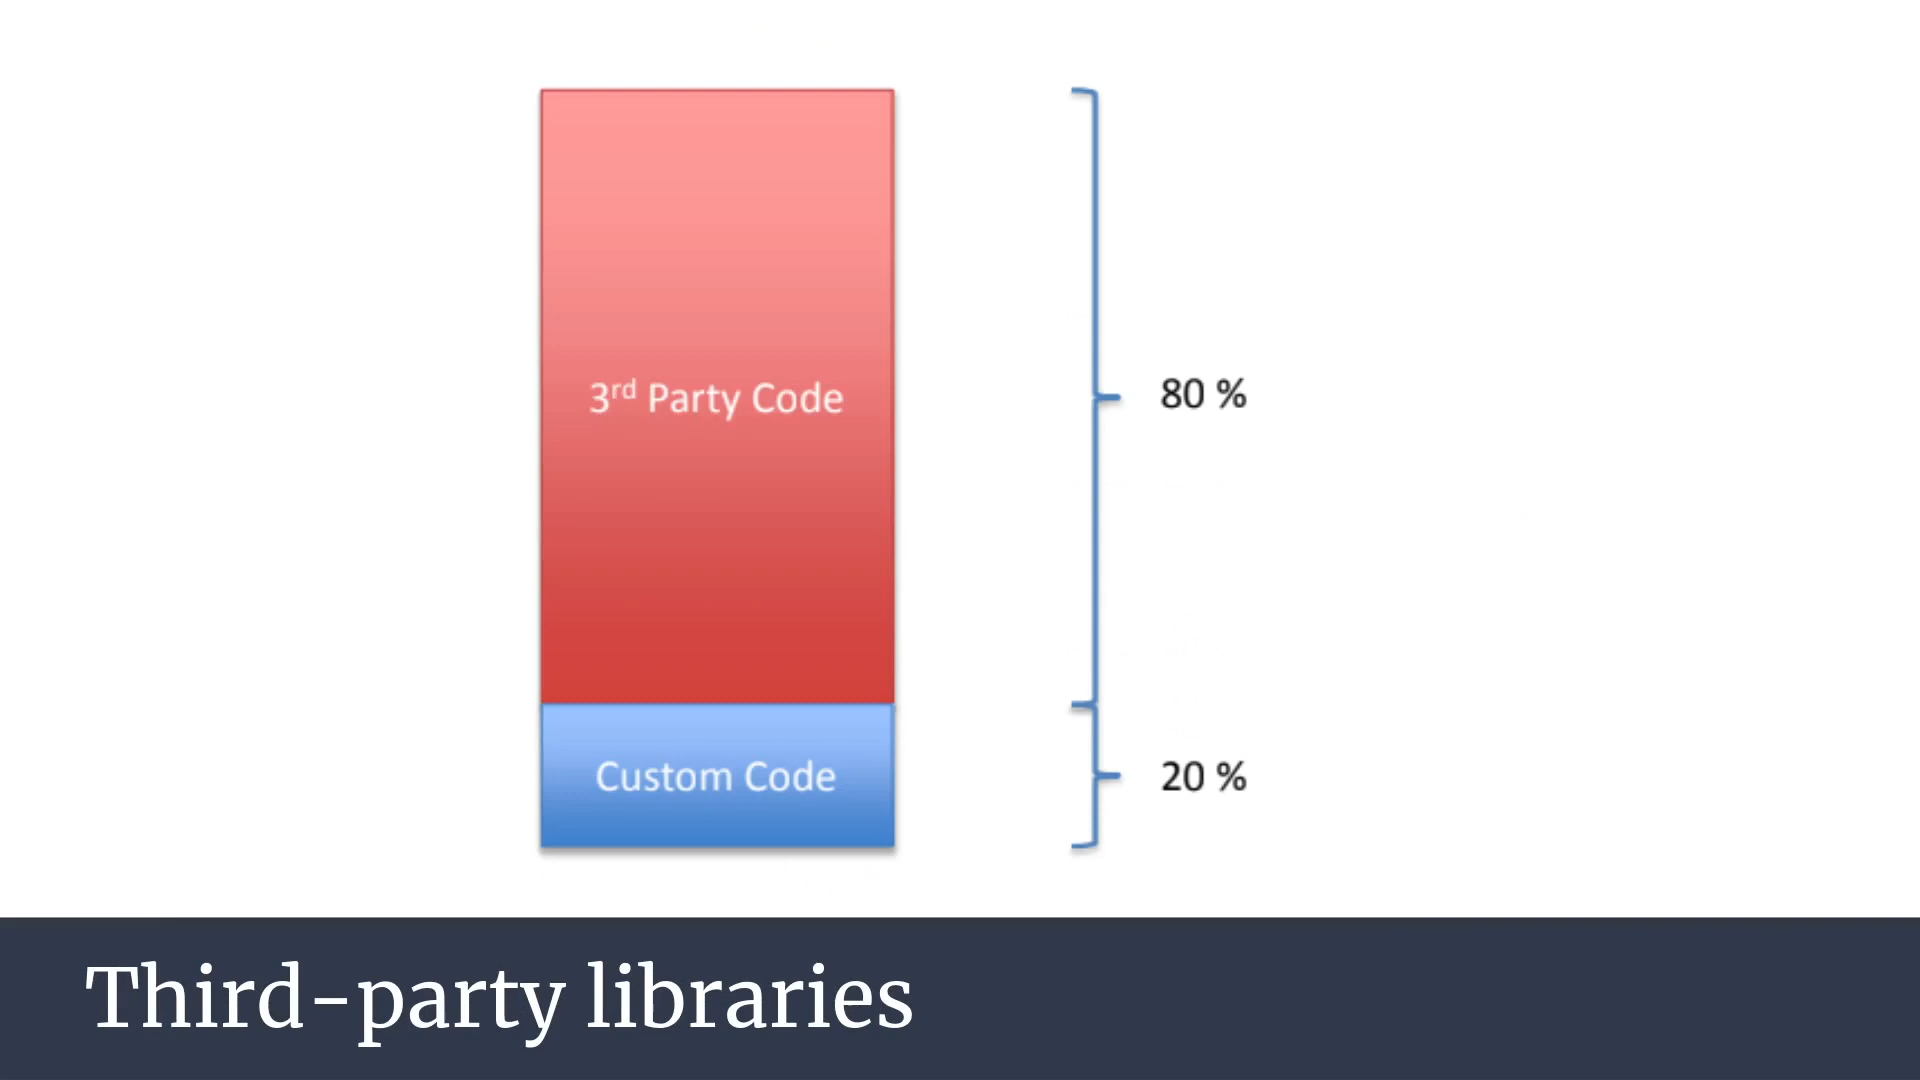 3rd Party Code
80 %
Custom Code
20 %
Third-party libraries